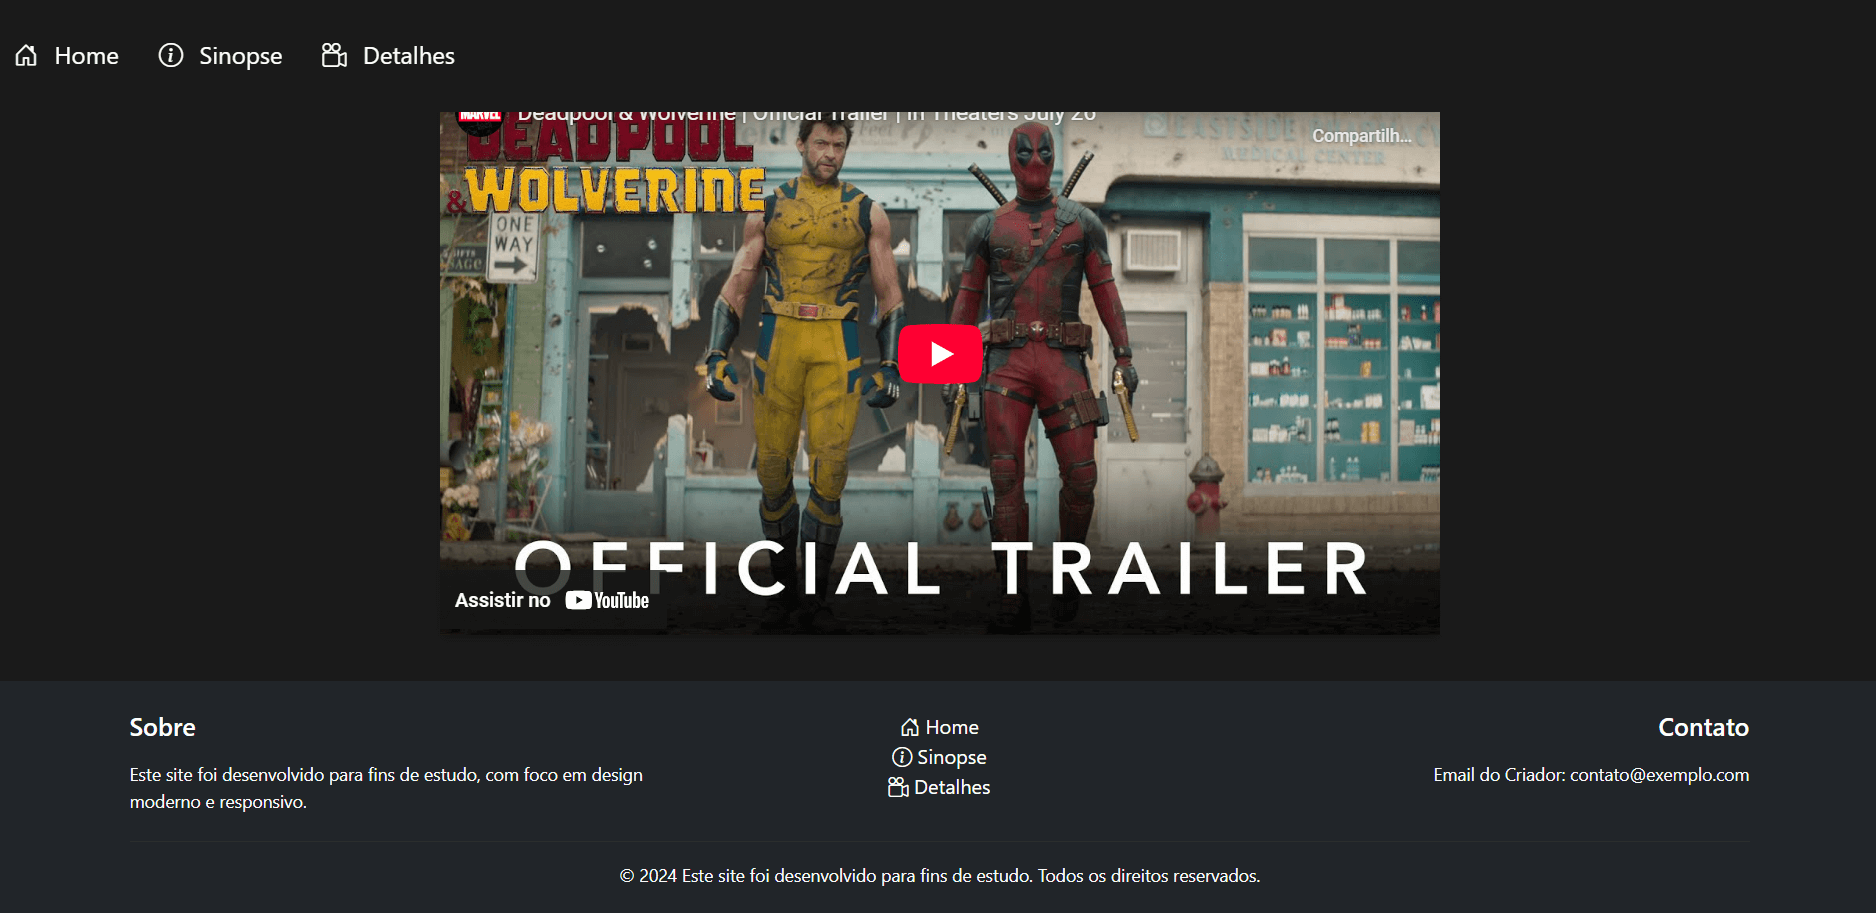 Home
Sinopse
Detalhes
MARVEL
Deadpool & Wolverine | Official Trailer | In Theaters July 26
Compartilh...
DEADPOOL
& WOLVERINE
EASTSIDE
MEDICAL CENTER
ONE
WAY
OFFICIAL TRAILER
Assistir no YouTube
Sobre
Este site foi desenvolvido para fins de estudo, com foco em design
moderno e responsivo.
Home
Sinopse
Detalhes
Contato
Email do Criador: contato@exemplo.com
© 2024 Este site foi desenvolvido para fins de estudo. Todos os direitos reservados.